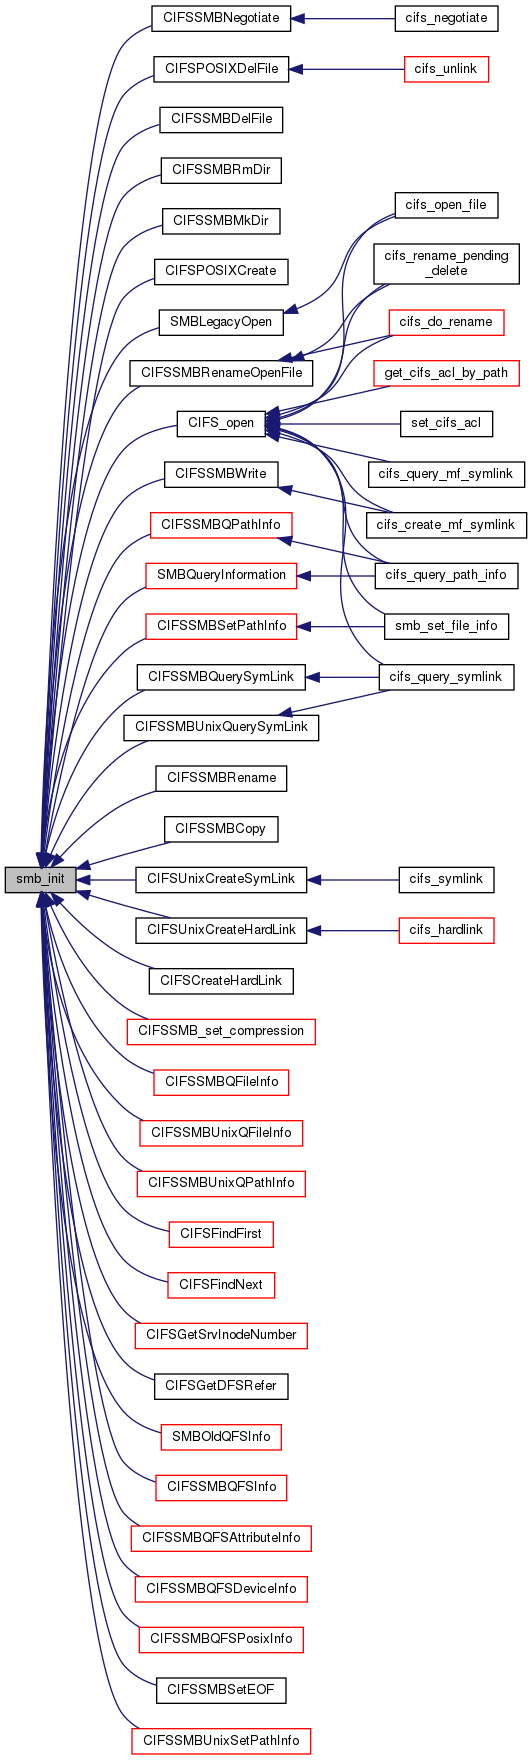 CIFSSMBNegotiate
cifs_negotiate
CIFSPOSIXDelFile
cifs_unlink
CIFSSMBDelFile
CIFSSMBRmDir
cifs_open_file
CIFSSMBMkDir
cifs_rename_pending
_delete
CIFSPOSIXCreate
SMBLegacyOpen
cifs_do_rename
CIFSSMBRenameOpenFile
get_cifs_acl_by_path
CIFS_open
set_cifs_acl
CIFSSMBWrite
cifs_query_mf_symlink
CIFSSMBQPathInfo
cifs_create_mf_symlink
SMBQueryInformation
cifs_query_path_info
CIFSSMBSetPathInfo
smb_set_file_info
CIFSSMBQuerySymLink
cifs_query_symlink
CIFSSMBUnixQuerySymLink
CIFSSMBRename
CIFSSMBCopy
smb_init
CIFSUnixCreateSymLink
cifs_symlink
CIFSUnixCreateHardLink
cifs_hardlink
CIFSCreateHardLink
CIFSSMB_set_compression
CIFSSMBQFileInfo
CIFSSMBUnixQFileInfo
CIFSSMBUnixQPathInfo
CIFSFindFirst
CIFSFindNext
CIFSGetSrvInodeNumber
CIFSGetDFSRefer
SMBOldQFSInfo
CIFSSMBQFSInfo
CIFSSMBQFSAttributeInfo
CIFSSMBQFSDeviceInfo
CIFSSMBQFSPosixInfo
CIFSSMBSetEOF
CIFSSMBUnixSetPathInfo